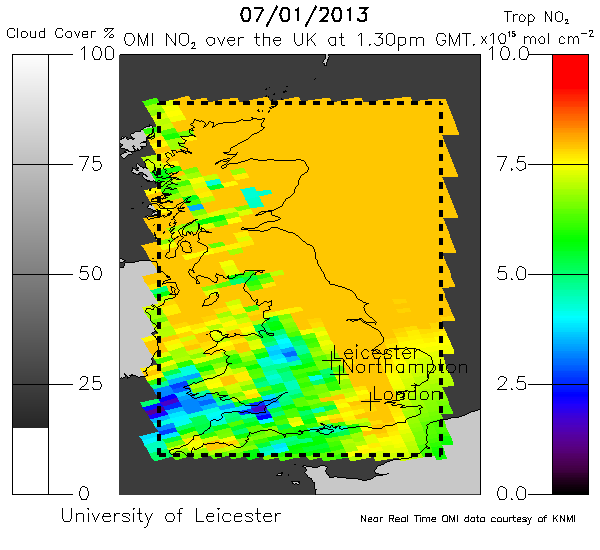 07/01/2013
Cloud Cover %
OMI NO₂ over the UK at 1.30pm GMT.
Trop NO₂
x10¹⁵ mol cm⁻²
100
75
50
25
0
10.0
7.5
5.0
2.5
0.0
Leicester
Northampton
London
University of Leicester
Near Real Time OMI data courtesy of KNMI